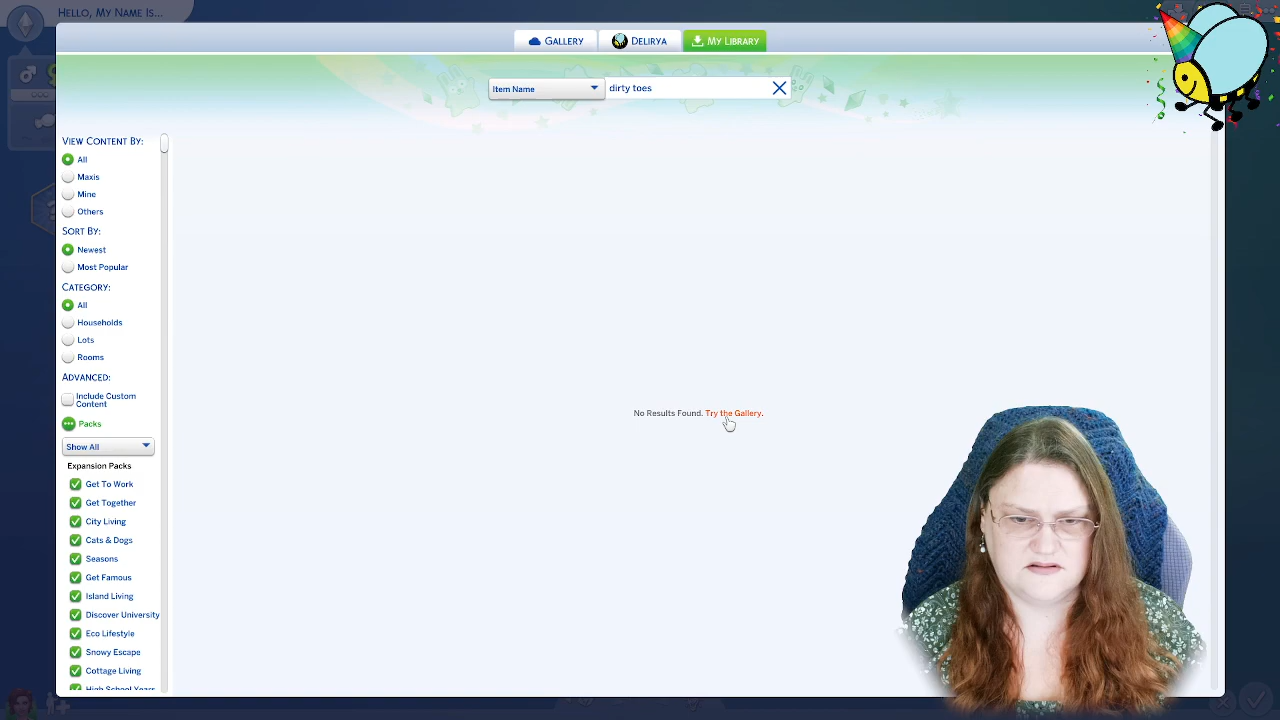 Hello, My Name Is...
Gallery
Delirya
My Library
Item Name
dirty toes
View Content By:
All
Maxis
Mine
Others
Sort By:
Newest
Most Popular
Category:
All
Households
Lots
Rooms
Advanced:
Include Custom
Content
Packs
Show All
Expansion Packs
Get To Work
Get Together
City Living
Cats & Dogs
Seasons
Get Famous
Island Living
Discover University
Eco Lifestyle
Snowy Escape
Cottage Living
High School Years
No Results Found. Try the Gallery.